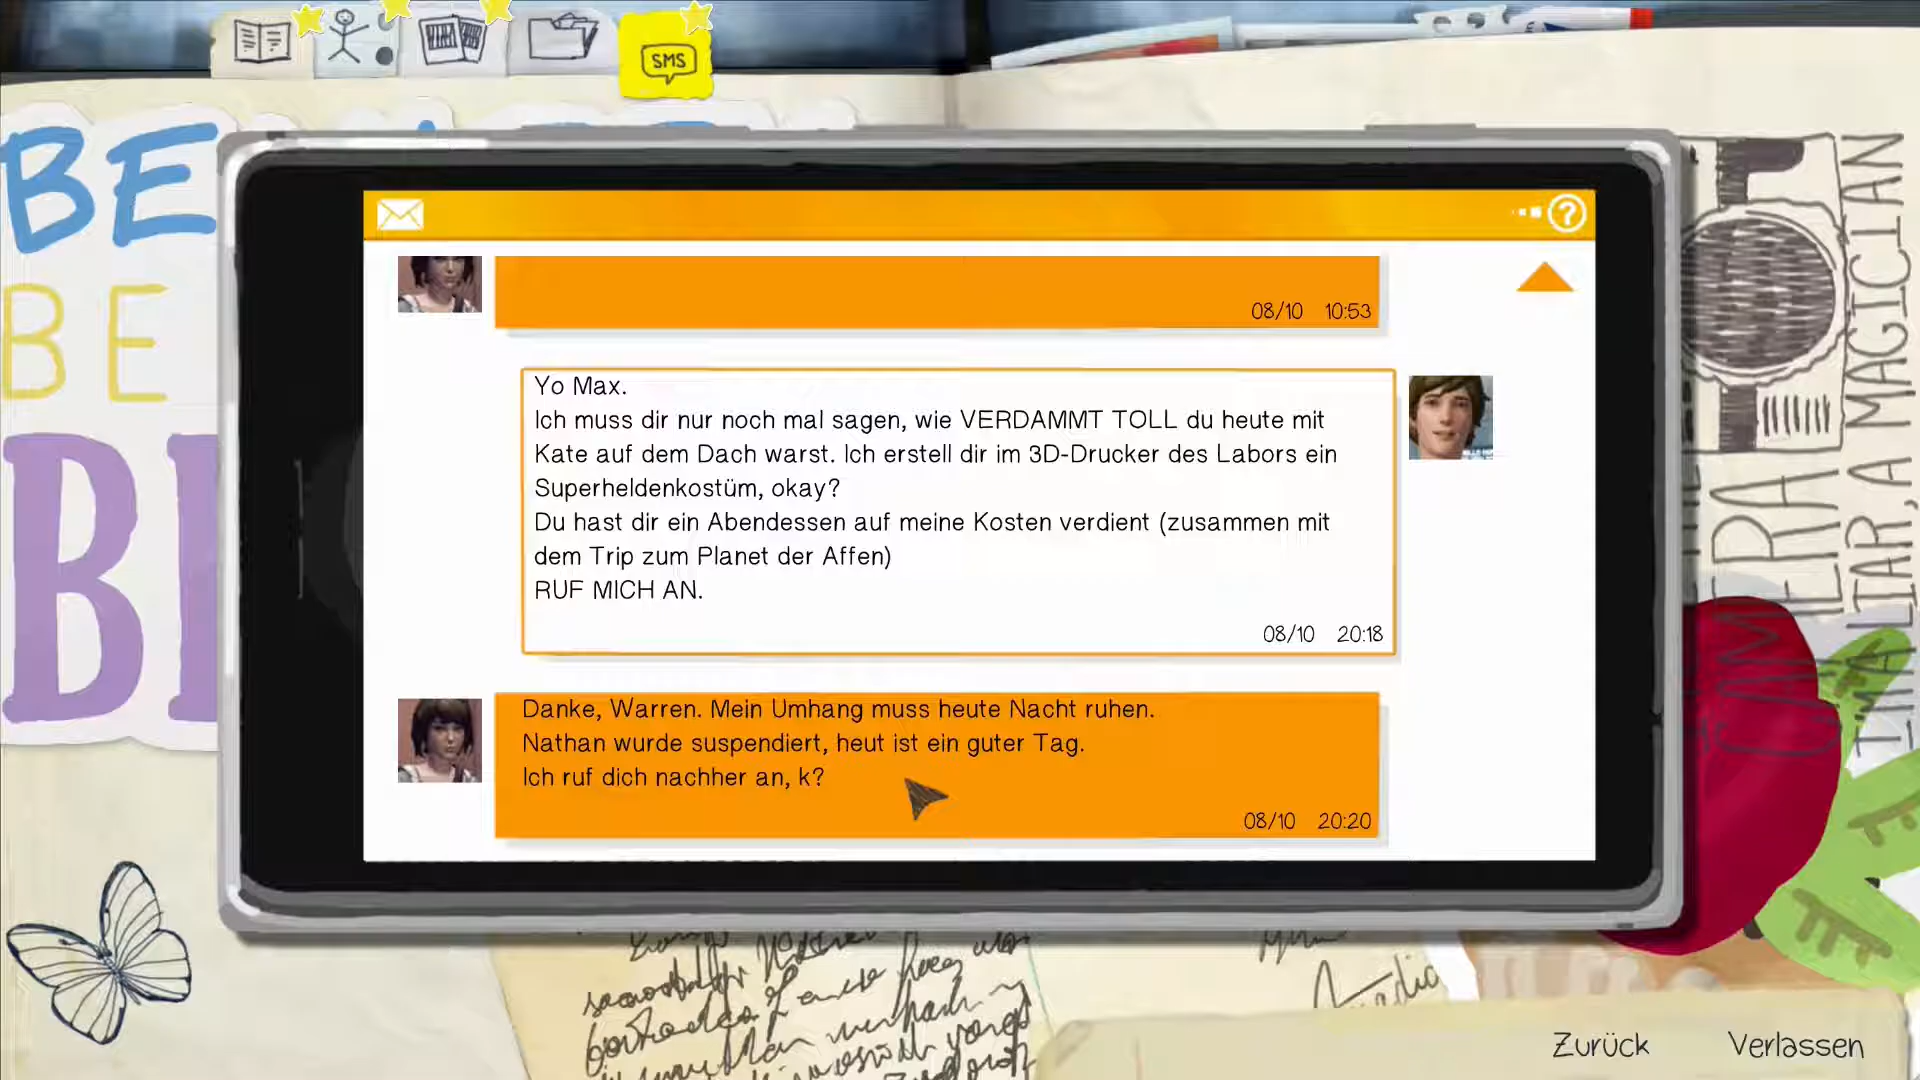 SMS
BE
BE
08/10 10:53
Yo Max.
Ich muss dir nur noch mal sagen, wie VERDAMMT TOLL du heute mit
Kate auf dem Dach warst. Ich erstell dir im 3D-Drucker des Labors ein
Superheldenkostüm, okay?
Du hast dir ein Abendessen auf meine Kosten verdient (zusammen mit
dem Trip zum Planet der Affen)
RUF MICH AN.
08/10 20:18
Danke, Warren. Mein Umhang muss heute Nacht ruhen.
Nathan wurde suspendiert, heut ist ein guter Tag.
Ich ruf dich nachher an, k?
08/10 20:20
LIAR, A MAGICIAN
Zurück Verlassen